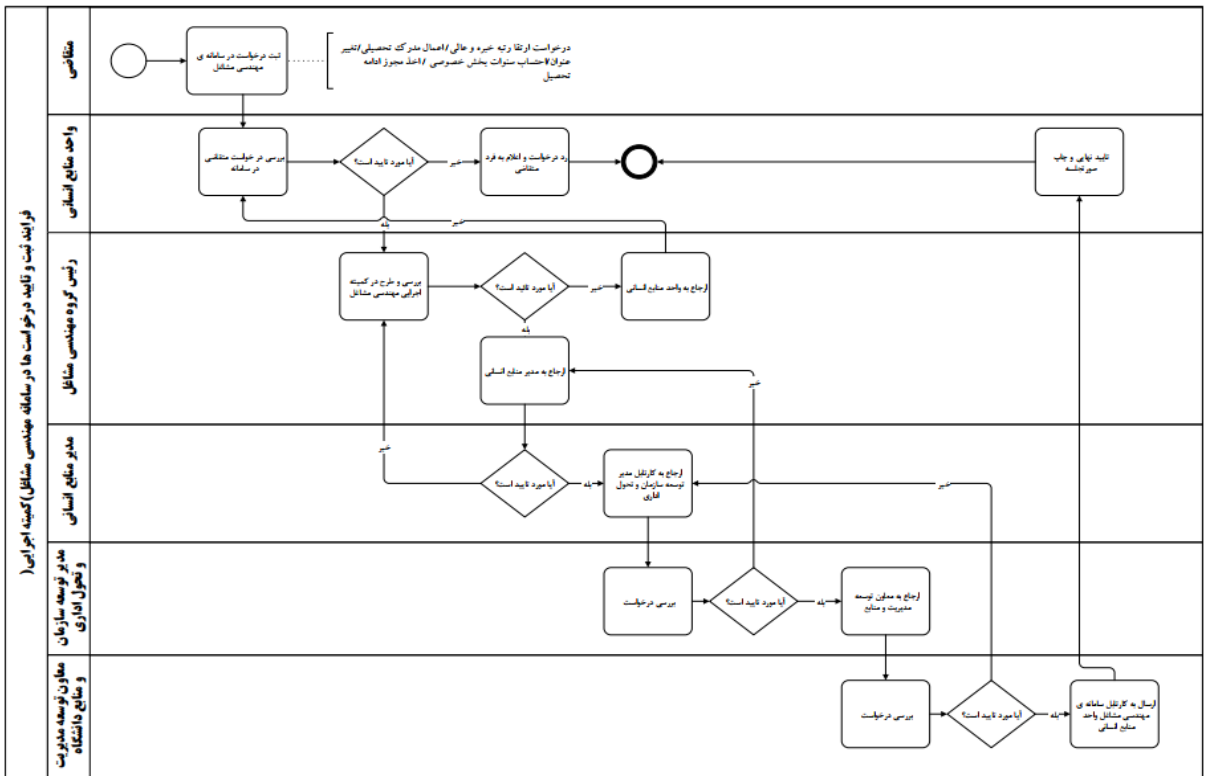 فرایند ثبت و تایید درخواست ها در سامانه مهندسی مشاغل(کمیته اجرایی(
متقاضی
ثبت درخواست در سامانه ی
مهندسی مشاغل
درخواست ارتقا رتبه خبره و عالی/اعمال مدرک تحصیلی/تغییر
عنوان/احتساب سنوات بخش خصوصی /اخذ مجوز ادامه
تحصیل
واحد منابع انسانی
بررسی در خواست متقاضی
در سامانه
آیا مورد تایید است؟
خیر
رد درخواست و اعلام به فرد
متقاضی
تایید نهایی و چاپ
صورتجلسه
بله
خیر
رئیس گروه مهندسی مشاغل
بررسی و طرح در کمیته
اجرایی مهندسی مشاغل
آیا مورد تائید است؟
خیر
ارجاع به واحد منابع انسانی
بله
ارجاع به مدیر منابع انسانی
خیر
مدیر منابع انسانی
خیر
آیا مورد تایید است؟
بله
ارجاع به کارتابل مدیر
توسعه سازمان و تحول
اداری
خیر
مدیر توسعه سازمان
و تحول اداری
بررسی درخواست
آیا مورد تایید است؟
بله
ارجاع به معاون توسعه
مدیریت و منابع
معاون توسعه مدیریت
و منابع دانشگاه
بررسی درخواست
آیا مورد تایید است؟
بله
ارسال به کارتابل سامانه ی
مهندسی مشاغل واحد
منابع انسانی